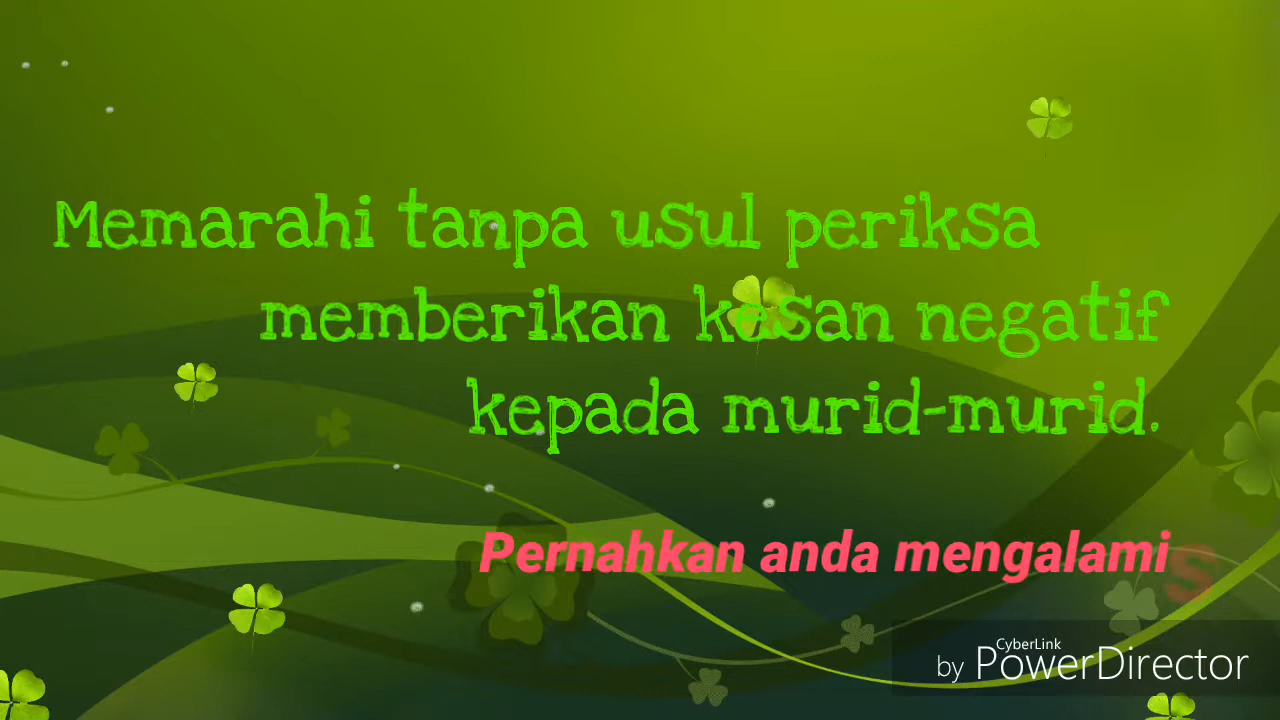 Memarahi tanpa usul periksa
memberikan kesan negatif
kepada murid-murid.
Pernahkan anda mengalami s
CyberLink
by PowerDirector